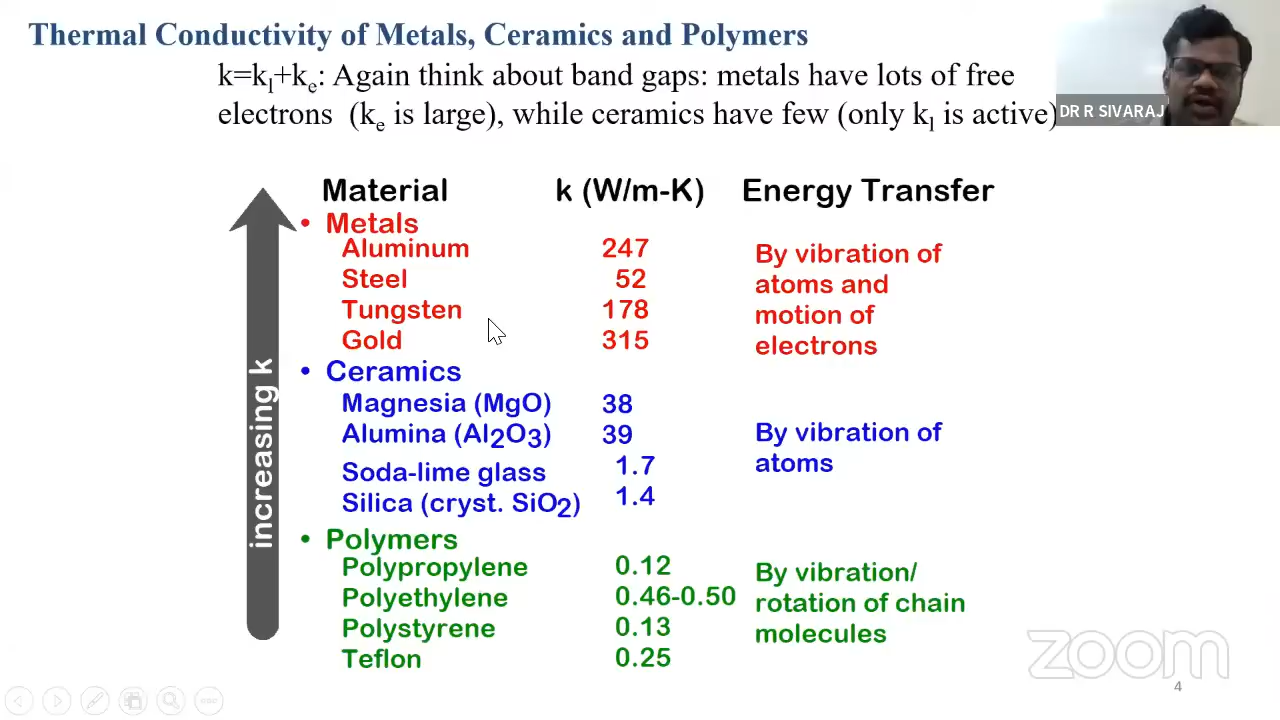 Thermal Conductivity of Metals, Ceramics and Polymers
k=kl+ke: Again think about band gaps: metals have lots of free
electrons (ke is large), while ceramics have few (only kl is active)
DR R SIVARAJ
Material k (W/m-K) Energy Transfer
• Metals
Aluminum 247
Steel 52
Tungsten 178
Gold 315
By vibration of
atoms and
motion of
electrons
• Ceramics
Magnesia (MgO) 38
Alumina (Al2O3) 39
Soda-lime glass 1.7
Silica (cryst. SiO2) 1.4
By vibration of
atoms
• Polymers
Polypropylene 0.12
Polyethylene 0.46-0.50
Polystyrene 0.13
Teflon 0.25
By vibration/
rotation of chain
molecules
increasing k
zoom
4